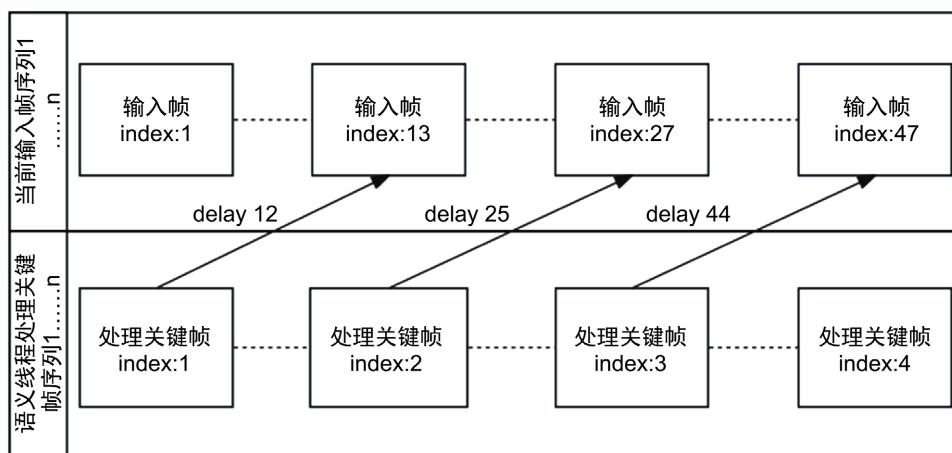 当前输入帧序列1
……n
输入帧
index:1
输入帧
index:13
输入帧
index:27
输入帧
index:47
delay 12
delay 25
delay 44
语义线程处理关键
帧序列1……n
处理关键帧
index:1
处理关键帧
index:2
处理关键帧
index:3
处理关键帧
index:4